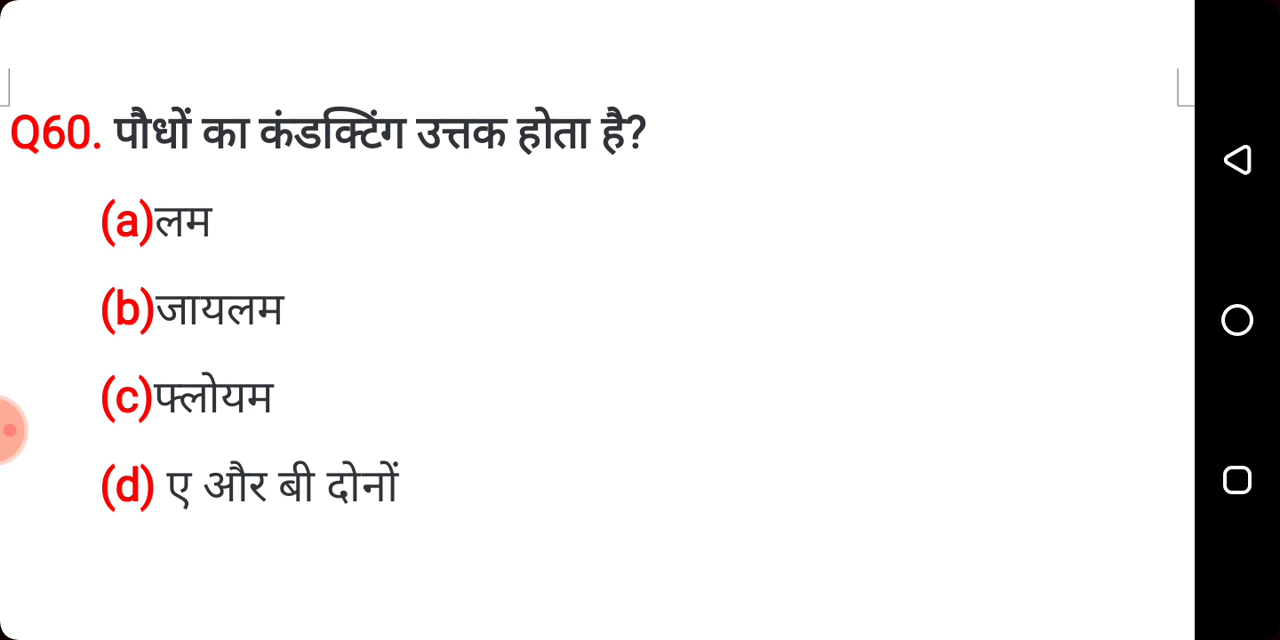 Q60. पौधों का कंडक्टिंग उत्तक होता है?
(a)लम
(b)जायलम
(c)फ्लोयम
(d) ए और बी दोनों